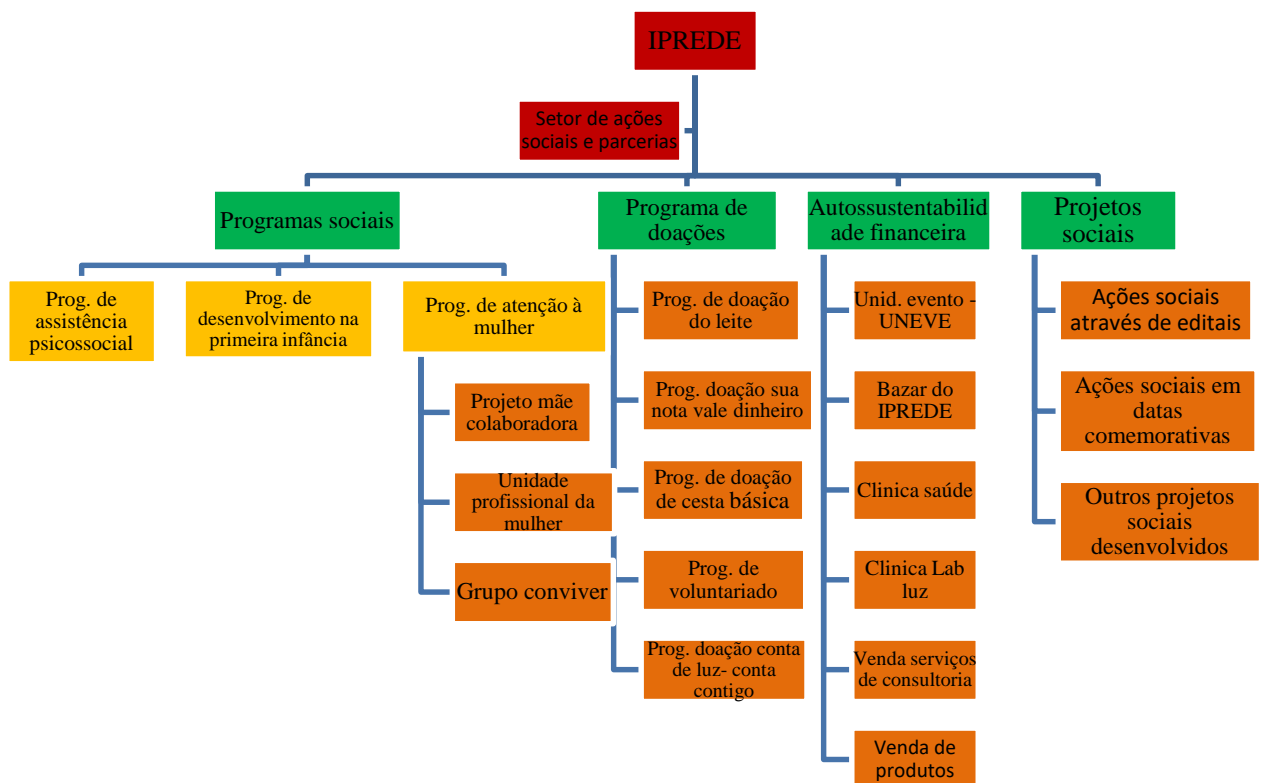 IPREDE
Setor de ações
sociais e parcerias
Programas sociais
Programa de
doações
Autossustentabilid
ade financeira
Projetos
sociais
Prog. de
assistência
psicossocial
Prog. de
desenvolvimento na
primeira infância
Prog. de atenção à
mulher
Projeto mãe
colaboradora
Unidade
profissional da
mulher
Grupo conviver
Prog. de doação
do leite
Prog. doação sua
nota vale dinheiro
Prog. de doação
de cesta básica
Prog. de
voluntariado
Prog. doação conta
de luz- conta
contigo
Unid. evento -
UNEVE
Bazar do
IPREDE
Clinica saúde
Clinica Lab
luz
Venda serviços
de consultoria
Venda de
produtos
Ações sociais
através de editais
Ações sociais em
datas
comemorativas
Outros projetos
sociais
desenvolvidos